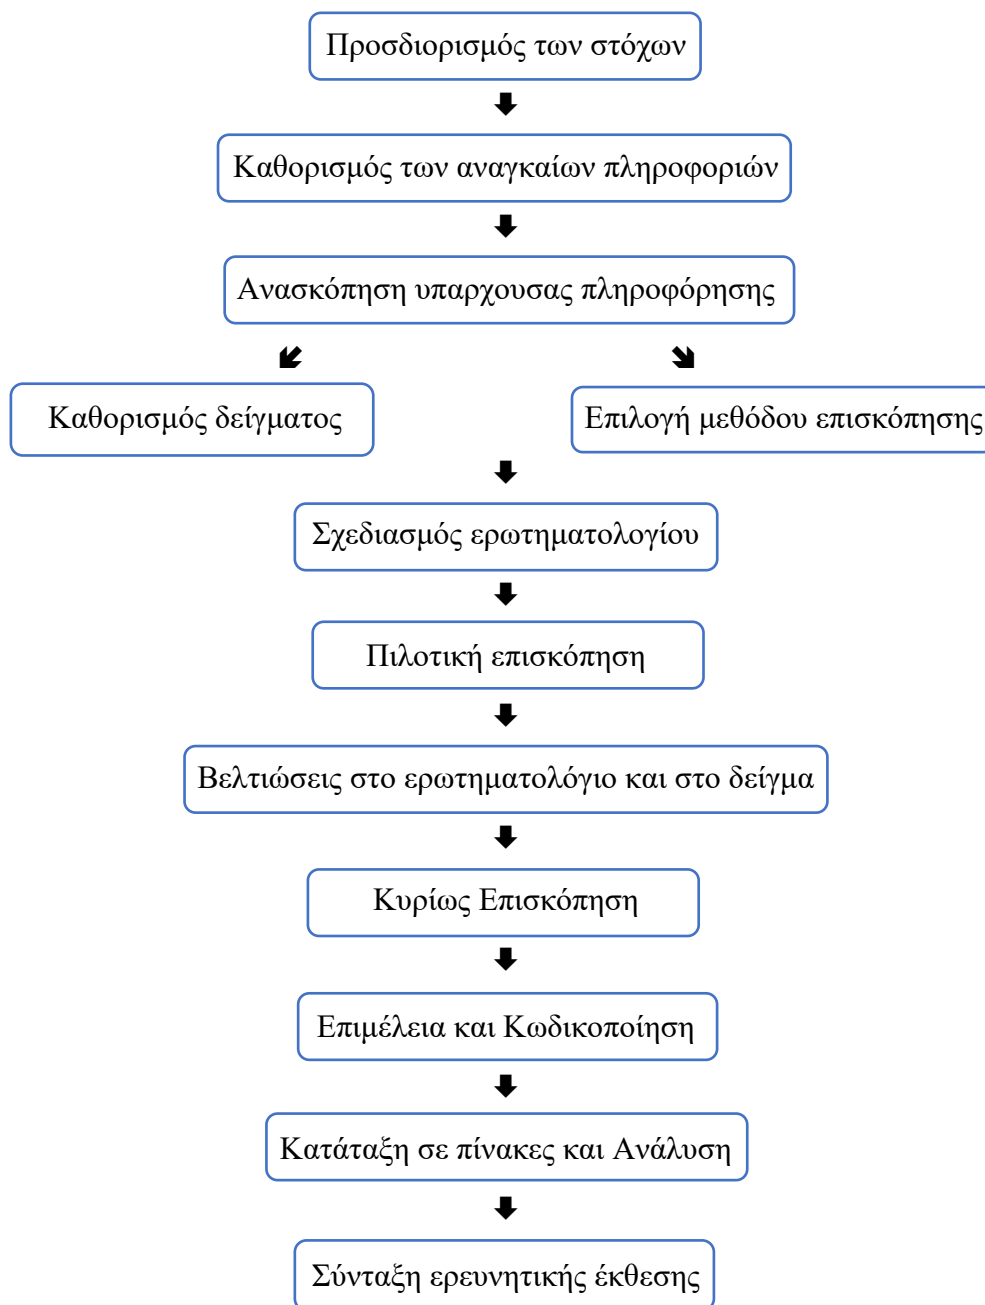 Προσδιορισμός των στόχων
Καθορισμός των αναγκαίων πληροφοριών
Ανασκόπηση υπαρχουσας πληροφόρησης
Καθορισμός δείγματος
Επιλογή μεθόδου επισκόπησης
Σχεδιασμός ερωτηματολογίου
Πιλοτική επισκόπηση
Βελτιώσεις στο ερωτηματολόγιο και στο δείγμα
Κυρίως Επισκόπηση
Επιμέλεια και Κωδικοποίηση
Κατάταξη σε πίνακες και Ανάλυση
Σύνταξη ερευνητικής έκθεσης